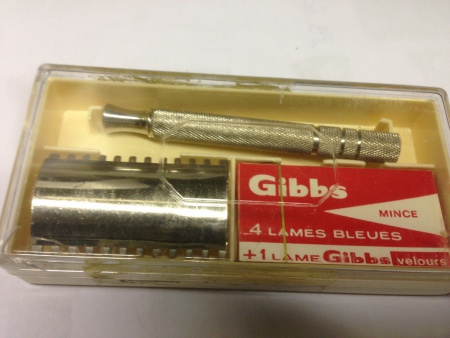 Gibbs
MINCE
4 LAMES BLEUES
+1 LAME Gibbs velours